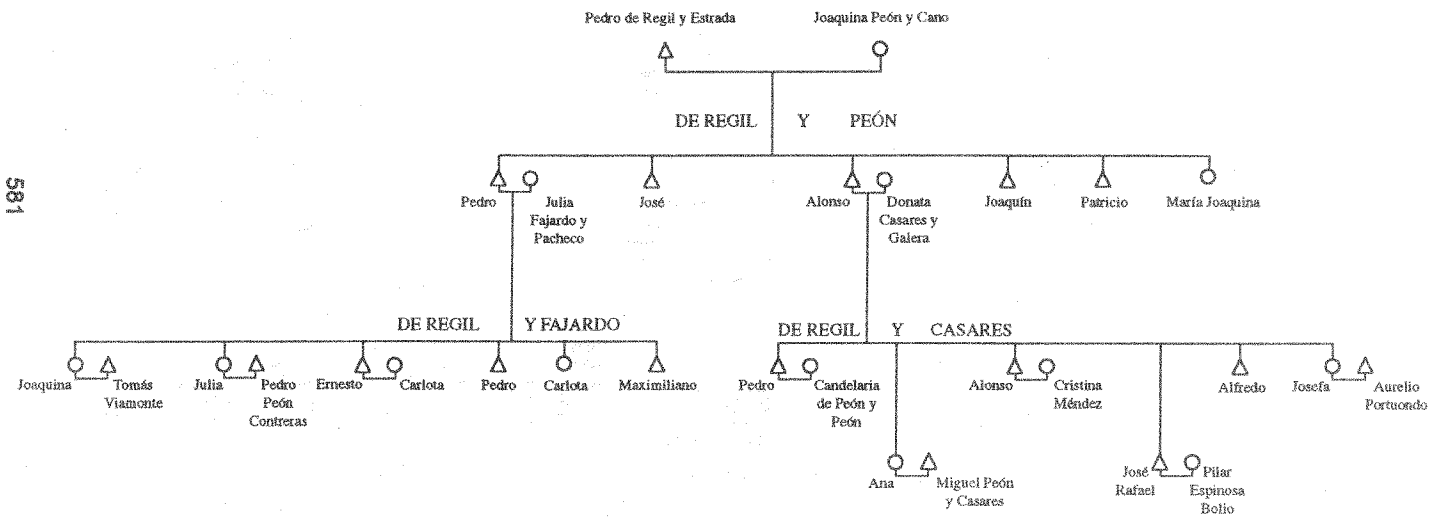 Pedro de Regil y Estrada
Joaquina Peón y Cano
DE REGIL Y PEÓN
581
Pedro
Julia
Fajardo y
Pacheco
José
Alonso
Donata
Casares y
Galera
Joaquín
Patricio
María Joaquina
DE REGIL Y FAJARDO
DE REGIL Y CASARES
Joaquina
Tomás
Viamonte
Julia
Pedro
Peón
Contreras
Ernesto
Carlota
Pedro
Carlota
Maximiliano
Pedro
Candelaria
de Peón y
Peón
Alonso
Cristina
Méndez
Alfredo
Josefa
Aurelio
Portuondo
Ana
Miguel Peón
y Casares
José
Rafael
Pilar
Espinosa
Bolio